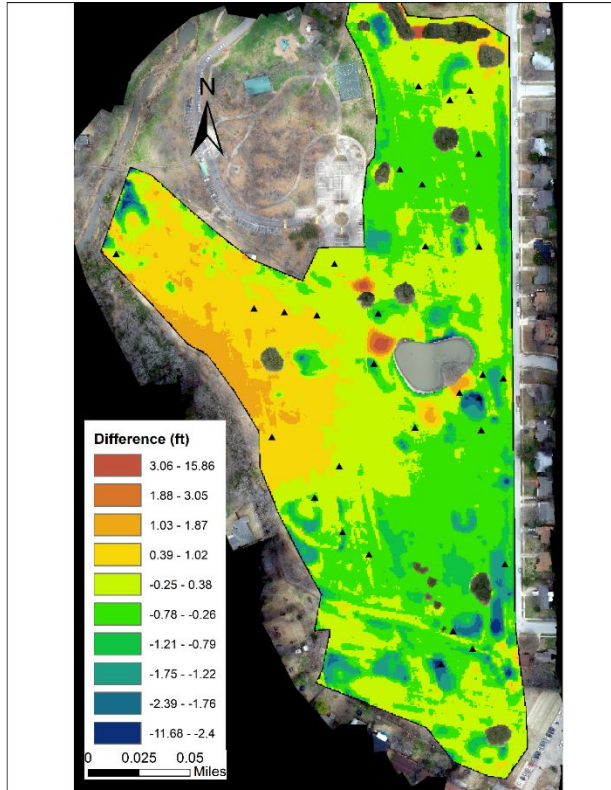 N
Difference (ft)
3.06 - 15.86
1.88 - 3.05
1.03 - 1.87
0.39 - 1.02
-0.25 - 0.38
-0.78 - -0.26
-1.21 - -0.79
-1.75 - -1.22
-2.39 - -1.76
-11.68 - -2.4
0 0.025 0.05
Miles